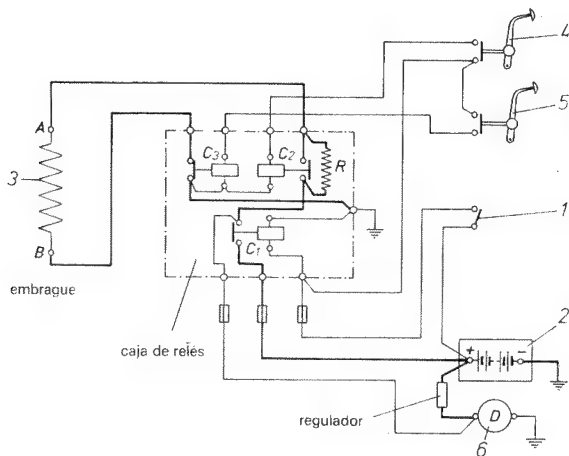 4
A
C3
C2
R
5
3
B
C1
1
embrague
caja de relés
2
+
-
regulador
D
6